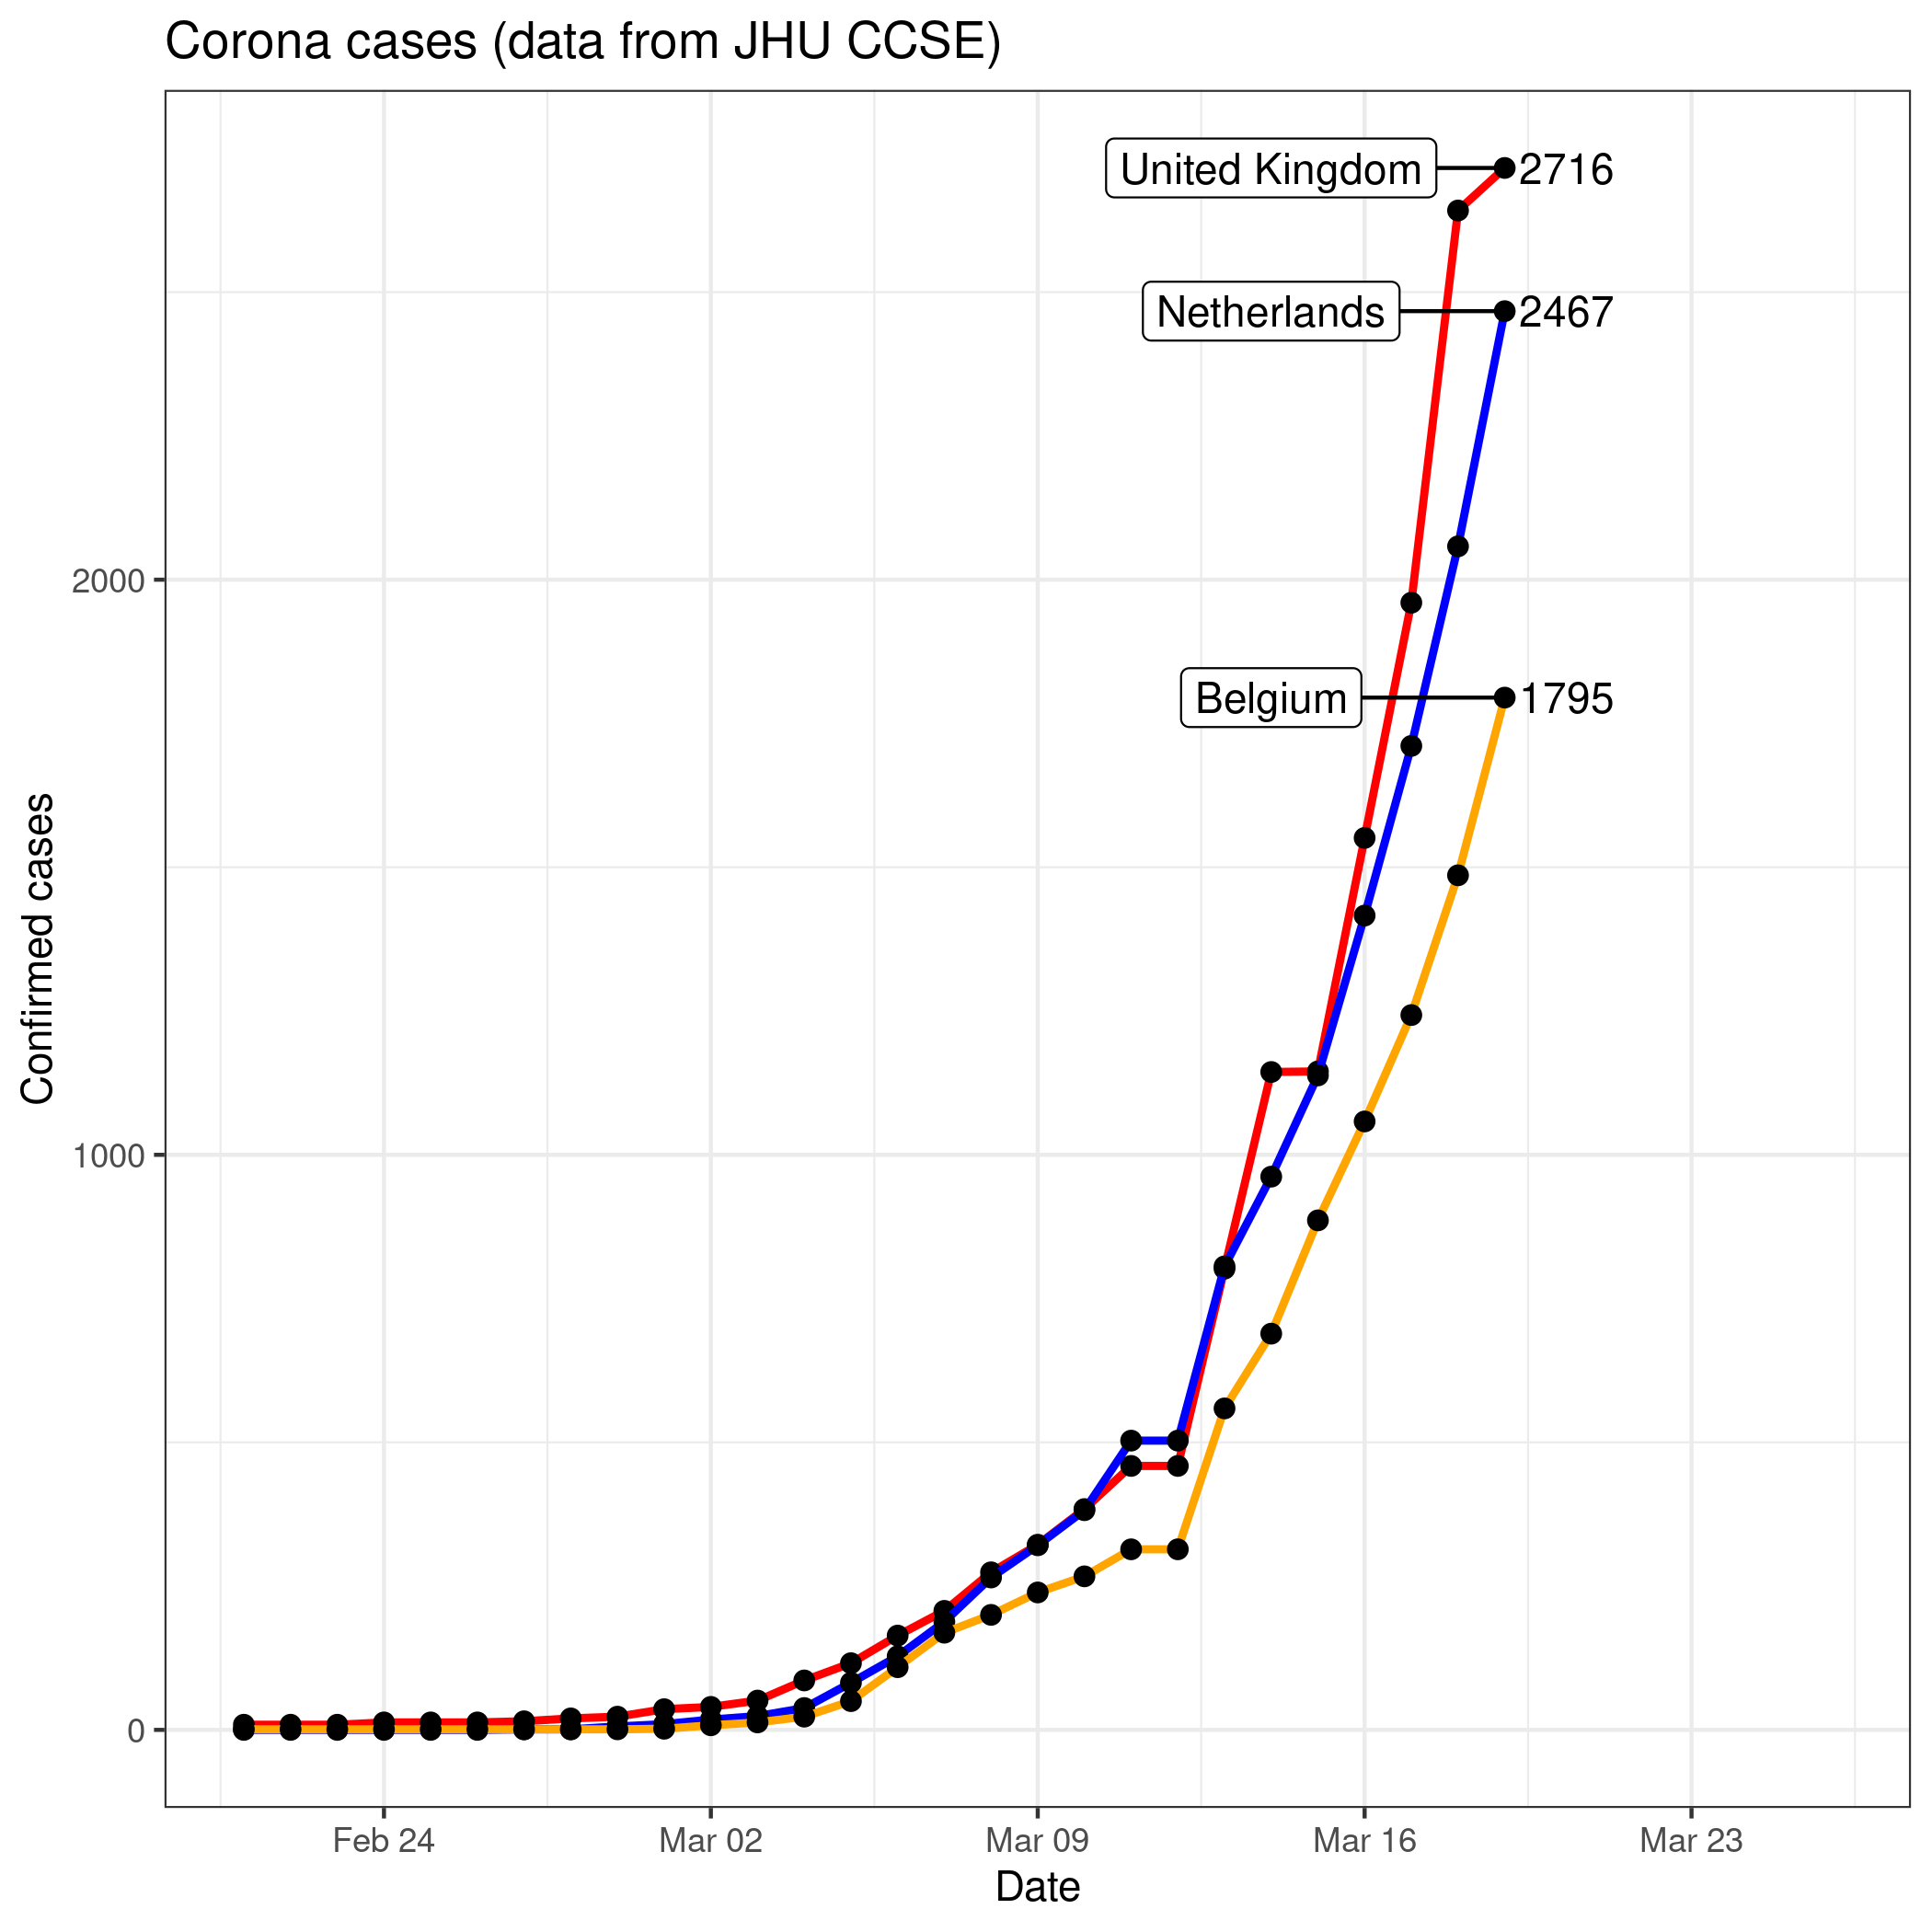 Corona cases (data from JHU CCSE)
United Kingdom 2716
Netherlands 2467
Belgium 1795
2000
1000
0
Confirmed cases
Feb 24 Mar 02 Mar 09 Mar 16 Mar 23
Date